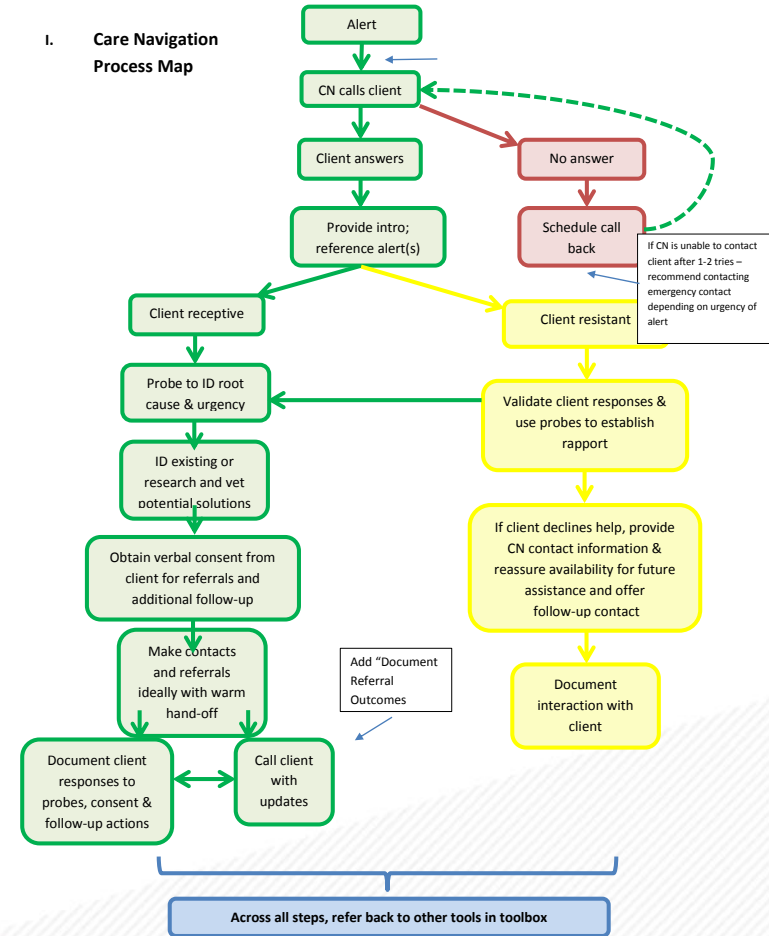 I. Care Navigation
Process Map
Alert
CN calls client
Client answers
No answer
Provide intro;
reference alert(s)
Schedule call
back
If CN is unable to contact
client after 1-2 tries –
recommend contacting
emergency contact
depending on urgency of
alert
Client receptive
Client resistant
Probe to ID root
cause & urgency
Validate client responses &
use probes to establish
rapport
ID existing or
research and vet
potential solutions
If client declines help, provide
CN contact information &
reassure availability for future
assistance and offer
follow-up contact
Obtain verbal consent from
client for referrals and
additional follow-up
Make contacts
and referrals
ideally with warm
hand-off
Add “Document
Referral
Outcomes
Document
interaction with
client
Document client
responses to
probes, consent &
follow-up actions
Call client
with
updates
Across all steps, refer back to other tools in toolbox